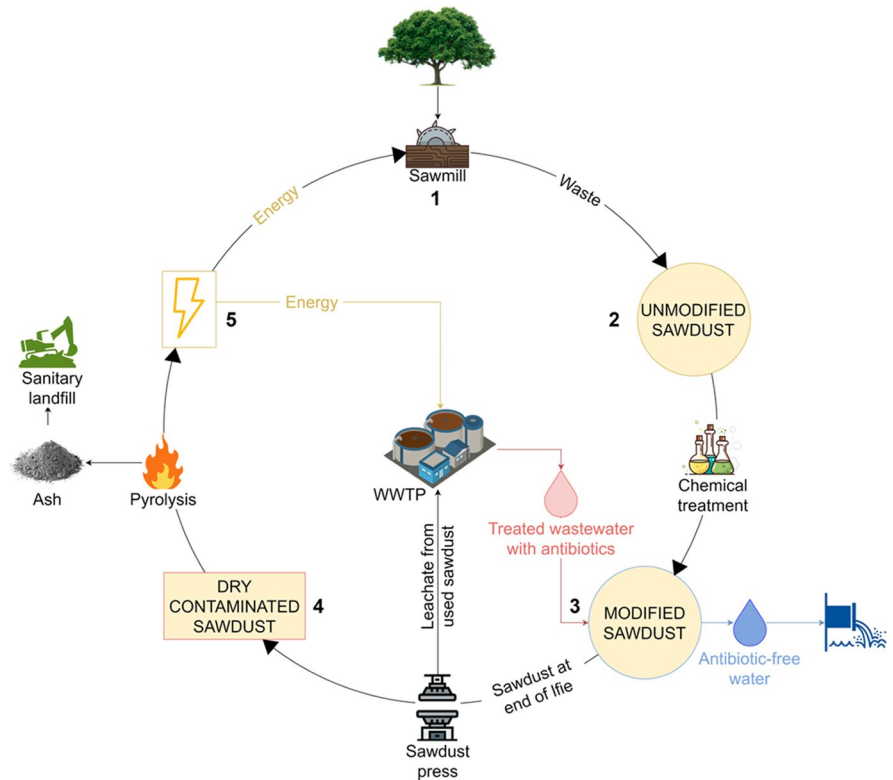 Sawmill
1
Energy
Waste
UNMODIFIED
SAWDUST
2
Energy
5
Sanitary
landfill
Ash
Pyrolysis
WWTP
Chemical
treatment
Treated wastewater
with antibiotics
Leachate from
used sawdust
DRY
CONTAMINATED
SAWDUST
4
3
MODIFIED
SAWDUST
Antibiotic-free
water
Sawdust at
end of lfie
Sawdust
press